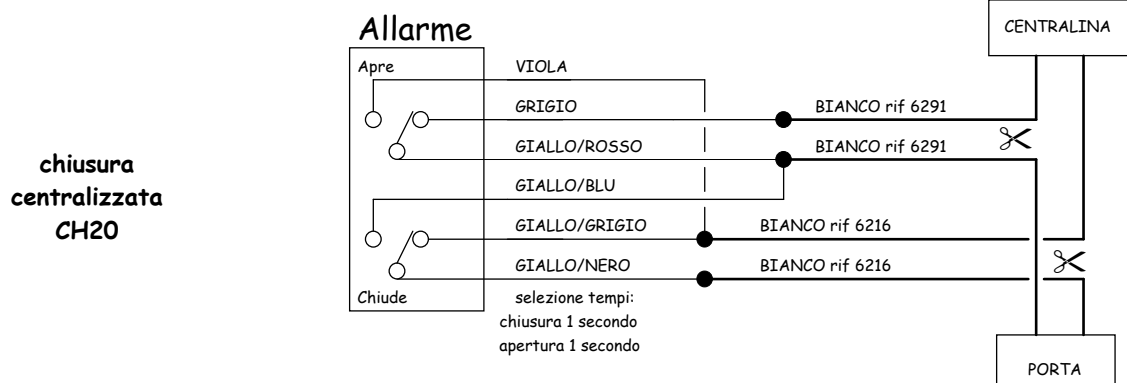 CENTRALINA
Allarme
Apre
VIOLA
GRIGIO
BIANCO rif 6291
GIALLO/ROSSO
BIANCO rif 6291
chiusura
centralizzata
CH20
GIALLO/BLU
GIALLO/GRIGIO
BIANCO rif 6216
GIALLO/NERO
BIANCO rif 6216
Chiude
selezione tempi:
chiusura 1 secondo
apertura 1 secondo
PORTA